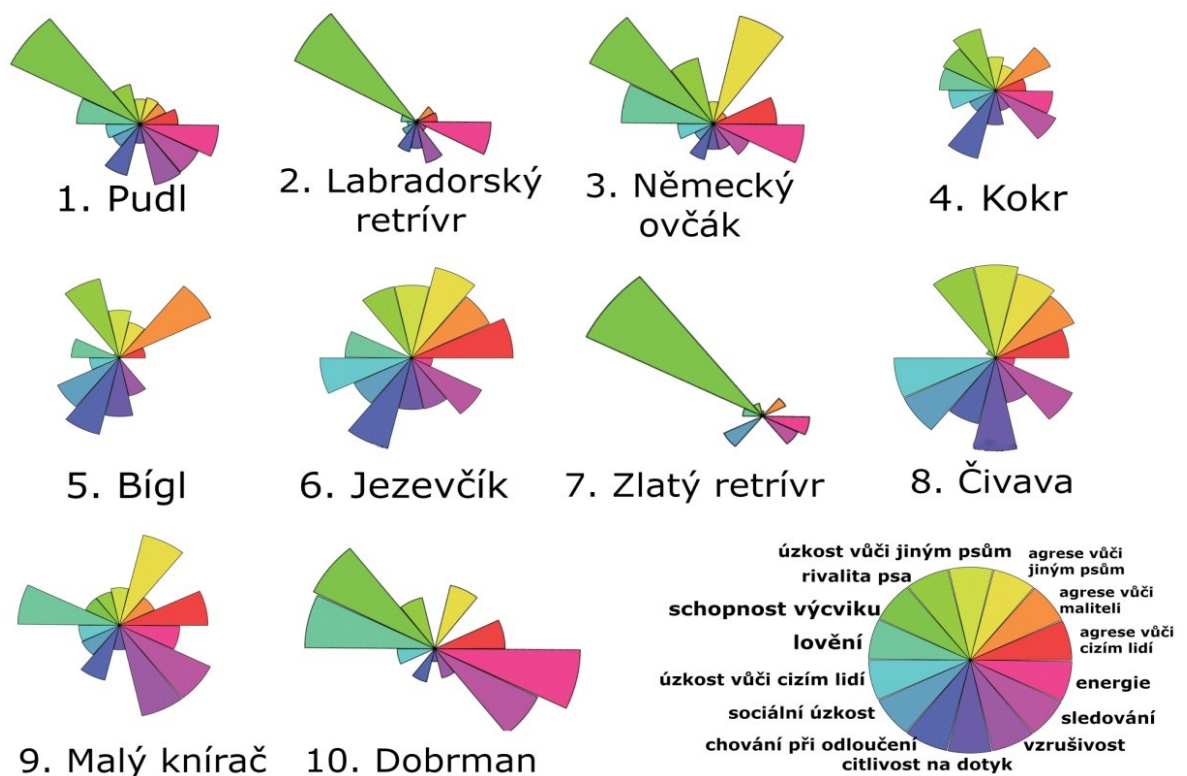 1. Pudl
2. Labradorský
retrívr
3. Německý
ovčák
4. Kokr
5. Bígl
6. Jezevčík
7. Zlatý retrívr
8. Čivava
9. Malý knírač
10. Dobrman
úzkost vůči jiným psům
agrese vůči
jiným psům
rivalita psa
agrese vůči
maliteli
schopnost výcviku
agrese vůči
cizím lidí
lovění
úzkost vůči cizím lidí
energie
sociální úzkost
sledování
chování při odloučení
vzrušivost
citlivost na dotyk